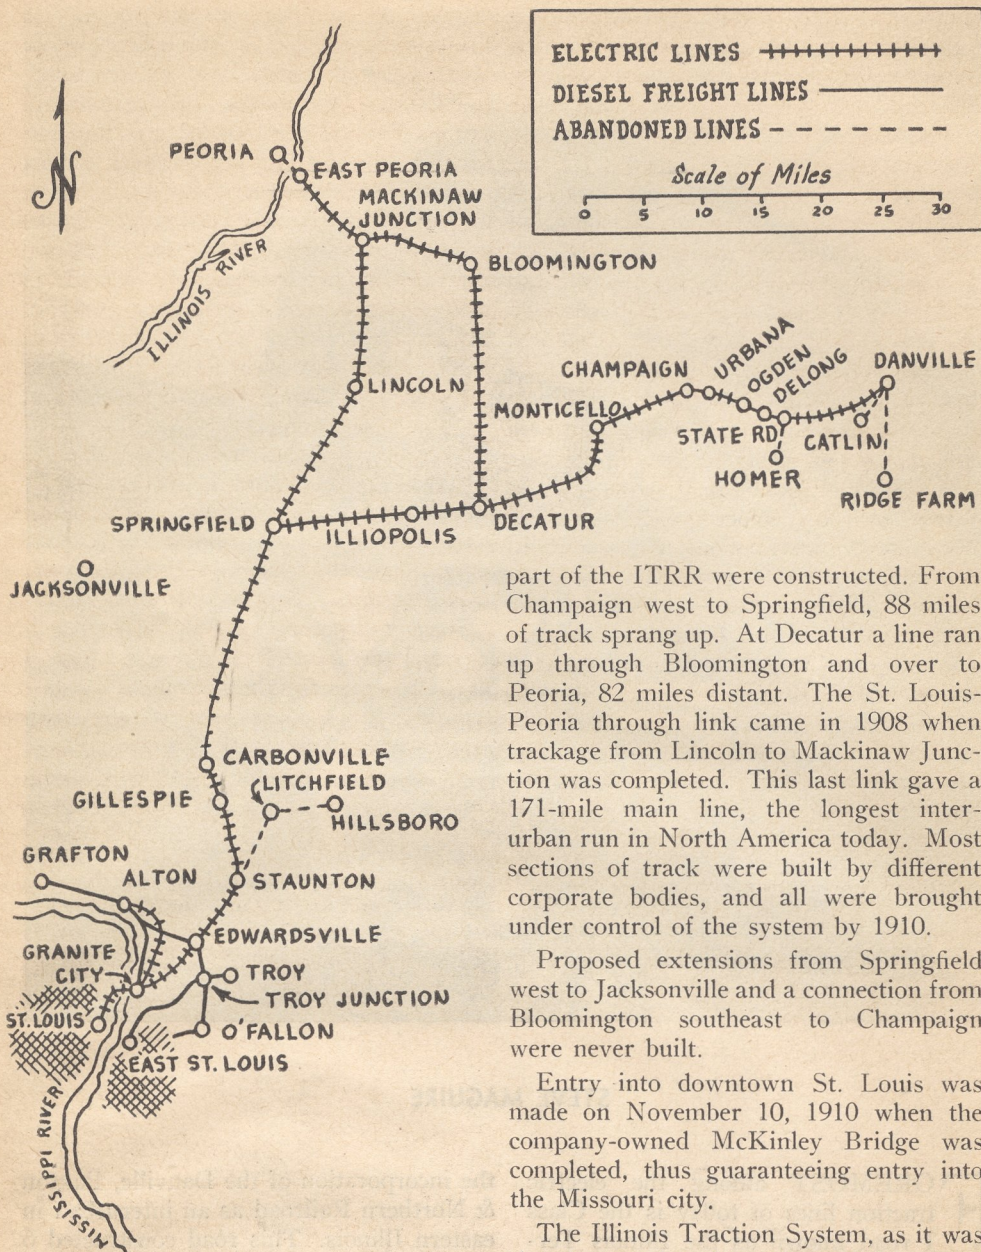 ELECTRIC LINES
DIESEL FREIGHT LINES
ABANDONED LINES
Scale of Miles
0 5 10 15 20 25 30
N
PEORIA
EAST PEORIA
MACKINAW
JUNCTION
ILLINOIS RIVER
BLOOMINGTON
LINCOLN
CHAMPAIGN
URBANA
OGDEN
DELONG
DANVILLE
MONTICELLO
STATE RD.
CATLIN
HOMER
RIDGE FARM
SPRINGFIELD
ILLIOPOLIS
DECATUR
JACKSONVILLE
CARBONVILLE
LITCHFIELD
GILLESPIE
HILLSBORO
GRAFTON
ALTON
STAUNTON
EDWARDSVILLE
GRANITE
CITY
TROY
TROY JUNCTION
ST. LOUIS
O'FALLON
EAST ST. LOUIS
MISSISSIPPI RIVER
part of the ITRR were constructed. From
Champaign west to Springfield, 88 miles
of track sprang up. At Decatur a line ran
up through Bloomington and over to
Peoria, 82 miles distant. The St. Louis-
Peoria through link came in 1908 when
trackage from Lincoln to Mackinaw Junc-
tion was completed. This last link gave a
171-mile main line, the longest inter-
urban run in North America today. Most
sections of track were built by different
corporate bodies, and all were brought
under control of the system by 1910.
Proposed extensions from Springfield
west to Jacksonville and a connection from
Bloomington southeast to Champaign
were never built.
Entry into downtown St. Louis was
made on November 10, 1910 when the
company-owned McKinley Bridge was
completed, thus guaranteeing entry into
the Missouri city.
The Illinois Traction System, as it was